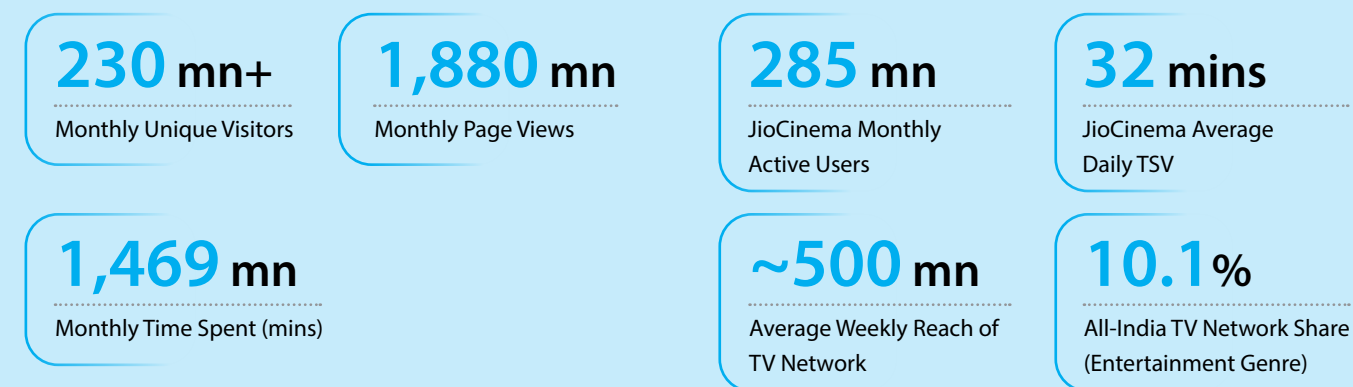 230 mn+
Monthly Unique Visitors
1,880 mn
Monthly Page Views
285 mn
JioCinema Monthly
Active Users
32 mins
JioCinema Average
Daily TSV
1,469 mn
Monthly Time Spent (mins)
~500 mn
Average Weekly Reach of
TV Network
10.1%
All-India TV Network Share
(Entertainment Genre)